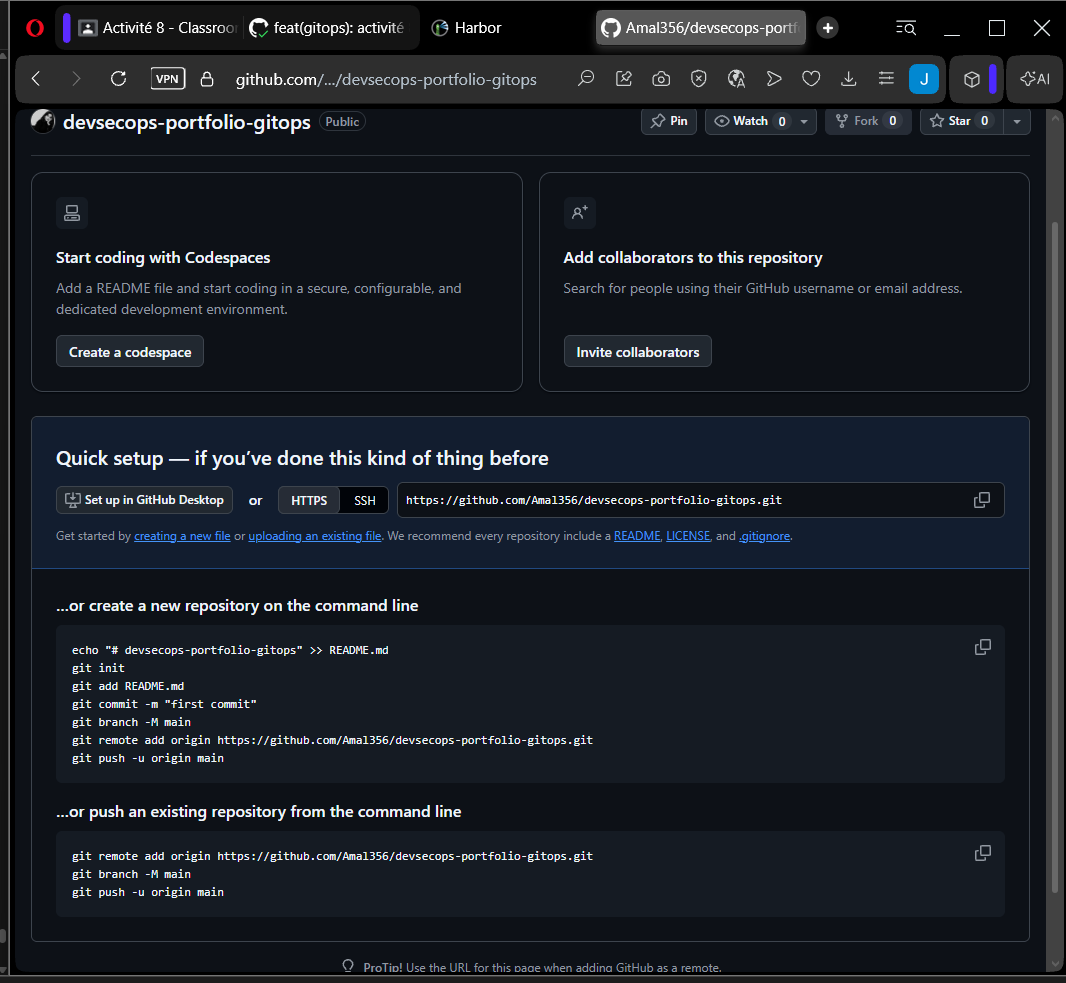 Activité 8 - Classroom
feat(gitops): activité
Harbor
Amal356/devsecops-portf
VPN
github.com/.../devsecops-portfolio-gitops
J
AI
devsecops-portfolio-gitops Public
Pin
Watch 0
Fork 0
Star 0
Start coding with Codespaces
Add a README file and start coding in a secure, configurable, and
dedicated development environment.
Create a codespace
Add collaborators to this repository
Search for people using their GitHub username or email address.
Invite collaborators
Quick setup — if you’ve done this kind of thing before
Set up in GitHub Desktop or HTTPS SSH https://github.com/Amal356/devsecops-portfolio-gitops.git
Get started by creating a new file or uploading an existing file. We recommend every repository include a README, LICENSE, and .gitignore.
...or create a new repository on the command line
echo "# devsecops-portfolio-gitops" >> README.md
git init
git add README.md
git commit -m "first commit"
git branch -M main
git remote add origin https://github.com/Amal356/devsecops-portfolio-gitops.git
git push -u origin main
...or push an existing repository from the command line
git remote add origin https://github.com/Amal356/devsecops-portfolio-gitops.git
git branch -M main
git push -u origin main
ProTip! Use the URL for this page when adding GitHub as a remote.